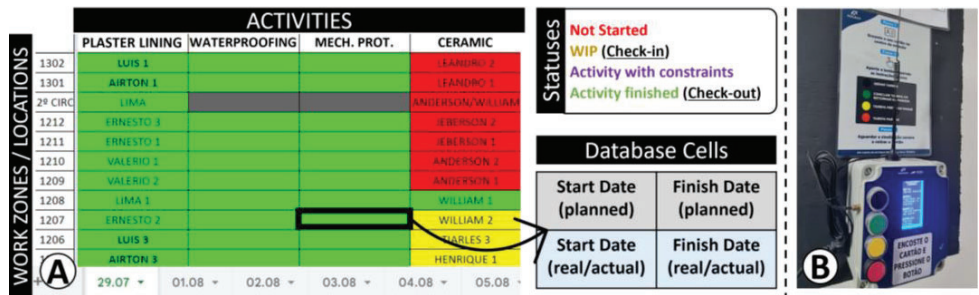 ACTIVITIES
WORK ZONES / LOCATIONS
PLASTER LINING WATERPROOFING MECH. PROT. CERAMIC
1302 LUIS 1 LEANDRO 2
1301 AIRTON 1 LEANDRO 1
2º CIRC LIMA ANDERSON/WILLIAM
1212 ERNESTO 3 JEBERSON 2
1211 ERNESTO 1 JEBERSON 1
1210 VALERIO 1 ANDERSON 2
1209 VALERIO 2 ANDERSON 1
1208 LIMA 1 WILLIAM 1
1207 ERNESTO 2 WILLIAM 2
1206 LUIS 3
AIRTON 3 HENRIQUE 1
29.07 01.08 02.08 03.08 04.08 05.08
A
Statuses
Not Started
WIP (Check-in)
Activity with constraints
Activity finished (Check-out)
Database Cells
Start Date (planned) Finish Date (planned)
Start Date (real/actual) Finish Date (real/actual)
B
ENCOSTE O
CARTÃO E
PRESSIONE O
BOTÃO